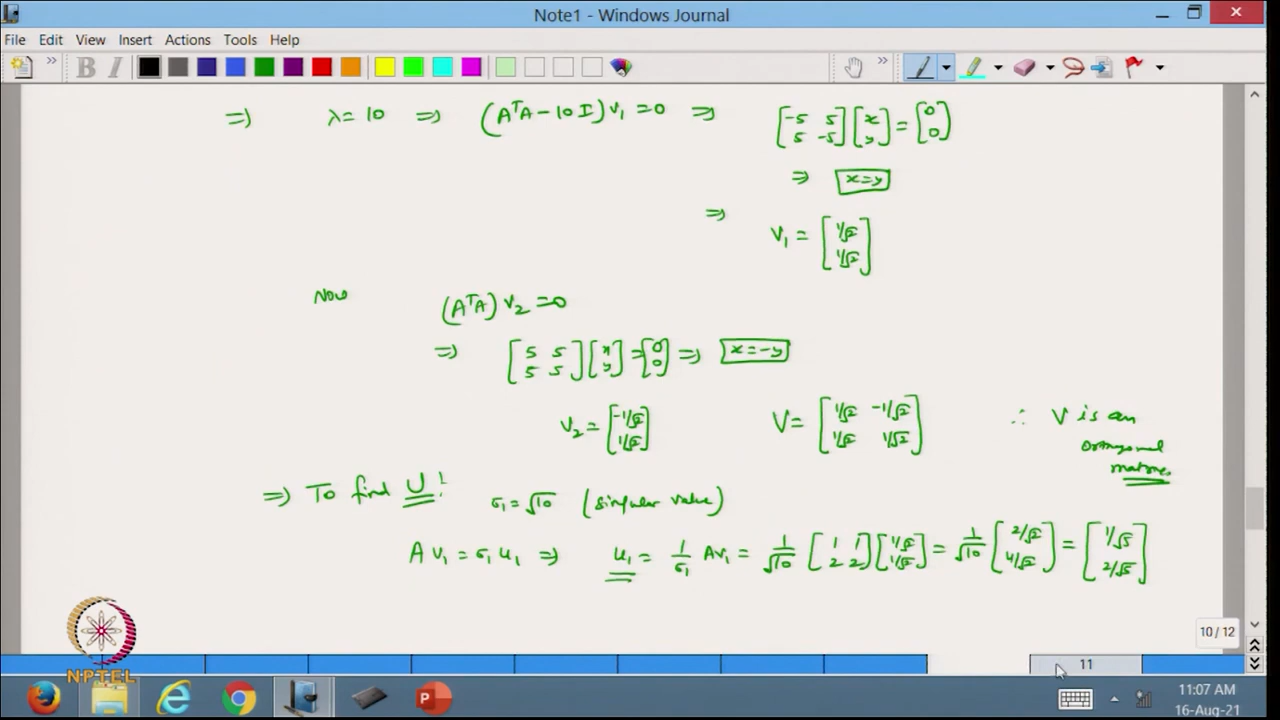 Note1 - Windows Journal
File Edit View Insert Actions Tools Help
⇒ λ = 10 ⇒ (AᵀA - 10 I) v₁ = 0 ⇒ [-5 5; 5 -5] [x; y] = [0; 0]
⇒ x = y
⇒ v₁ = [1/√2; 1/√2]
Now (AᵀA) v₂ = 0
⇒ [5 5; 5 5] [x; y] = [0; 0] ⇒ x = -y
v₂ = [-1/√2; 1/√2] V = [1/√2 -1/√2; 1/√2 1/√2] ∴ V is an
orthogonal
matrix
⇒ To find U! σ₁ = √10 (singular value)
A v₁ = σ₁ u₁ ⇒ u₁ = 1/σ₁ Av₁ = 1/√10 [1 1; 2 2] [1/√2; 1/√2] = 1/√10 [2/√2; 4/√2] = [1/√5; 2/√5]
10 / 12
NPTEL
11
11:07 AM
16-Aug-21